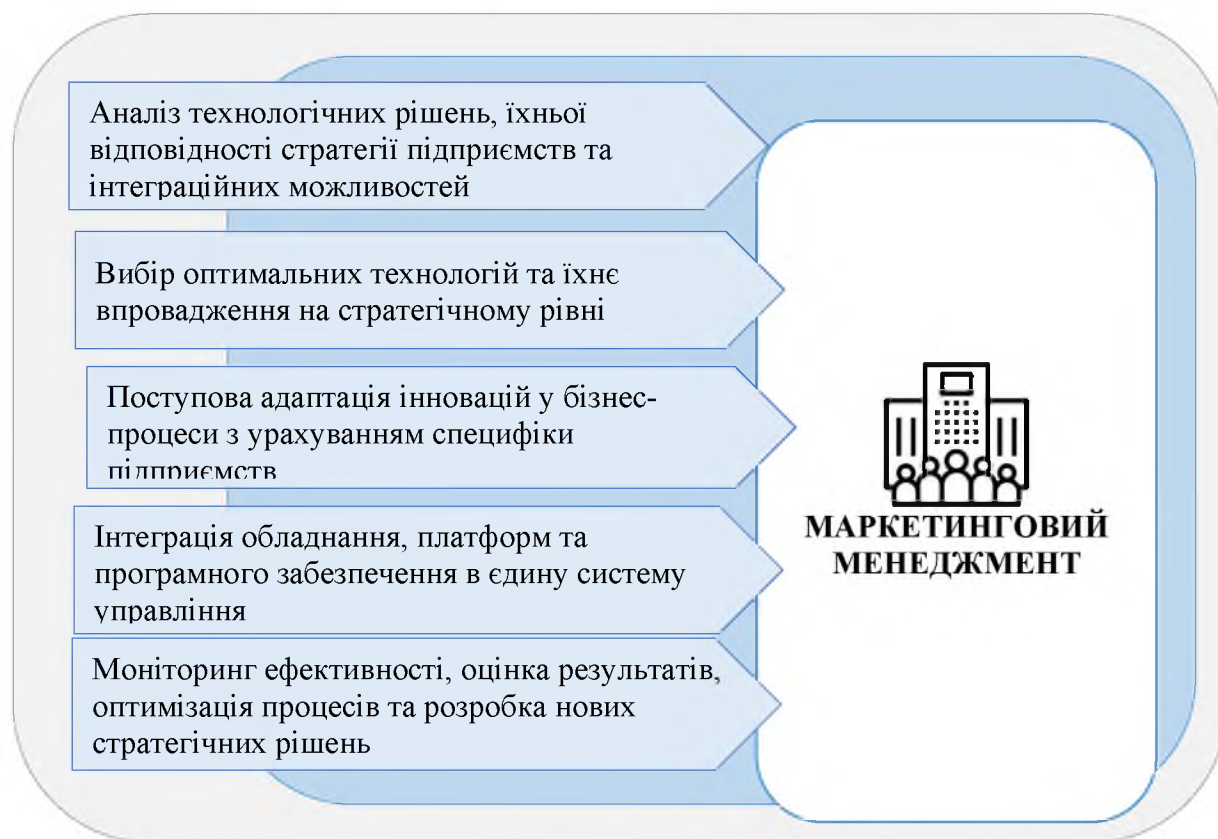 Аналіз технологічних рішень, їхньої
відповідності стратегії підприємств та
інтеграційних можливостей
Вибір оптимальних технологій та їхнє
впровадження на стратегічному рівні
Поступова адаптація інновацій у бізнес-
процеси з урахуванням специфіки
підприємств
Інтеграція обладнання, платформ та
програмного забезпечення в єдину систему
управління
Моніторинг ефективності, оцінка результатів,
оптимізація процесів та розробка нових
стратегічних рішень
МАРКЕТИНГОВИЙ
МЕНЕДЖМЕНТ